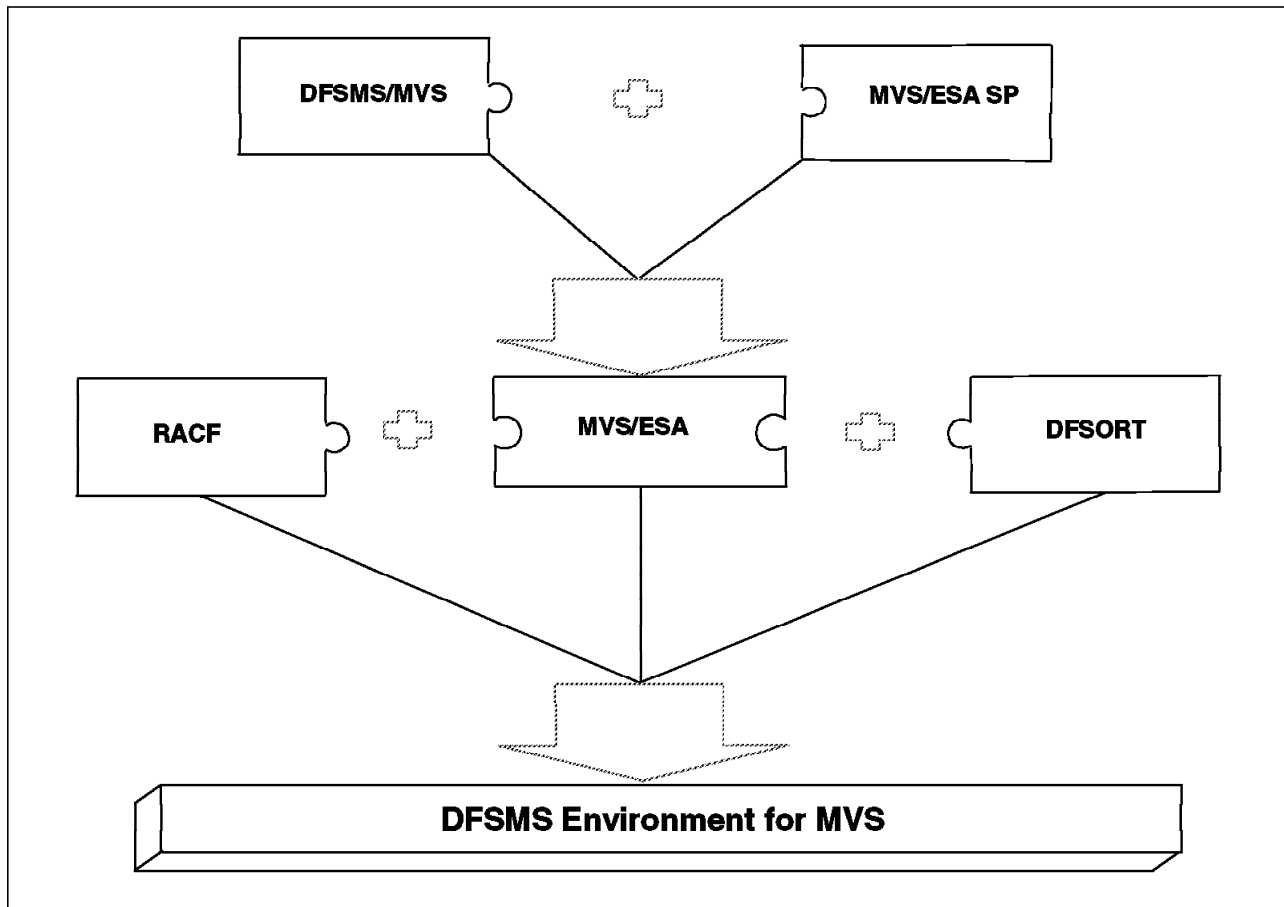 DFSMS/MVS
MVS/ESA SP
RACF
MVS/ESA
DFSORT
DFSMS Environment for MVS